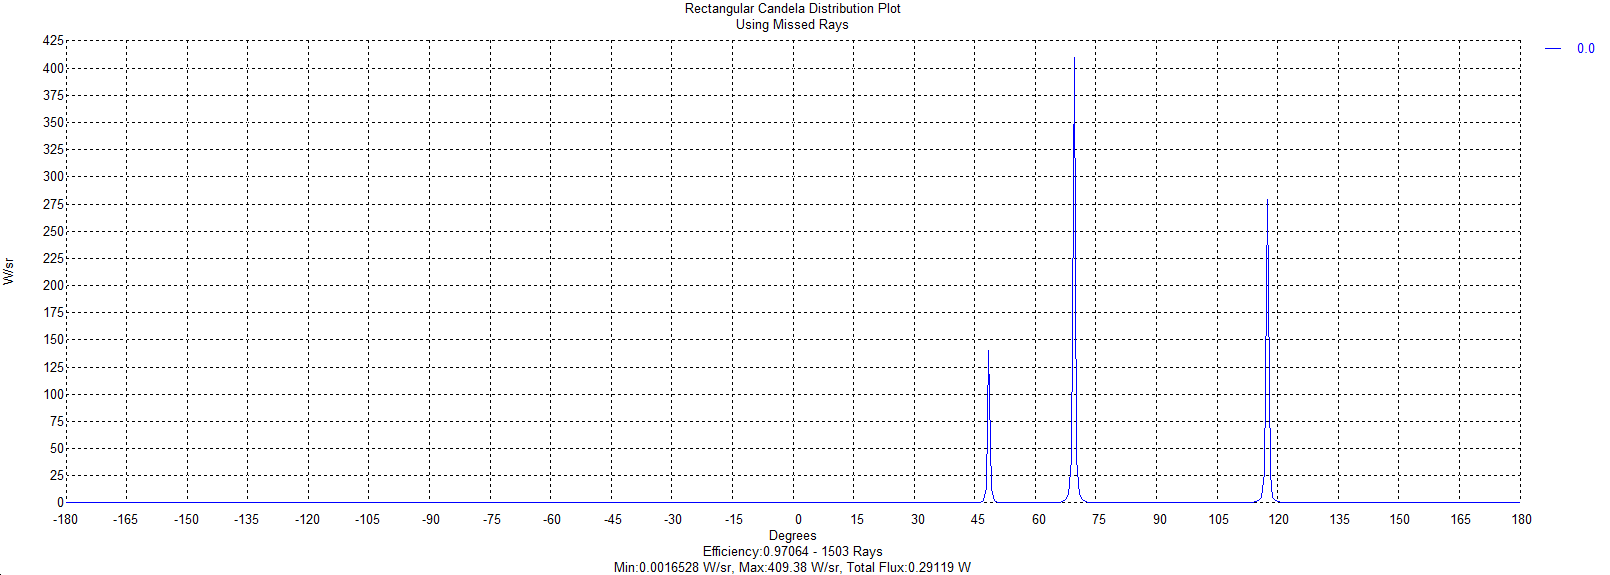 Rectangular Candela Distribution Plot
Using Missed Rays
0.0
425
400
375
350
325
300
275
250
225
200
175
150
125
100
75
50
25
0
W/sr
-180 -165 -150 -135 -120 -105 -90 -75 -60 -45 -30 -15 0 15 30 45 60 75 90 105 120 135 150 165 180
Degrees
Efficiency:0.97064 - 1503 Rays
Min:0.0016528 W/sr, Max:409.38 W/sr, Total Flux:0.29119 W